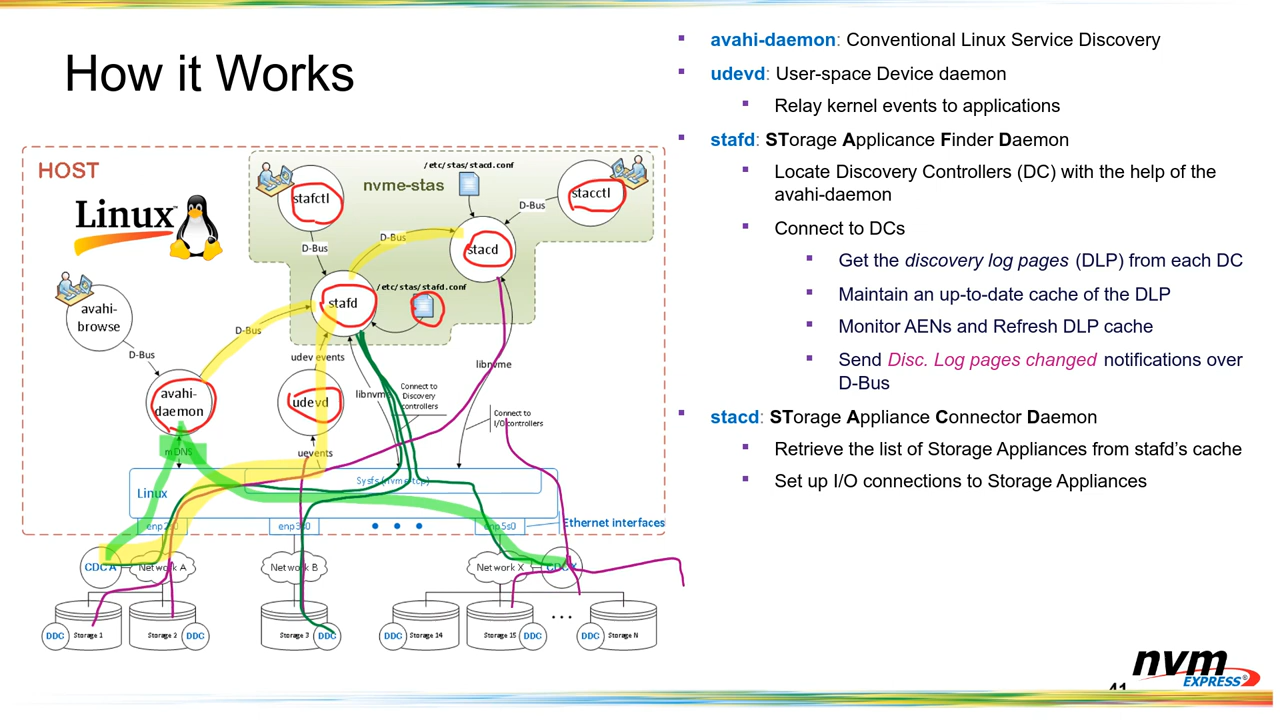 How it Works
HOST
Linux™
nvme-stas
/etc/stas/stacd.conf
stafctl
stacctl
D-Bus
D-Bus
D-Bus
stacd
/etc/stas/stafd.conf
stafd
avahi-
browse
D-Bus
D-Bus
udev events
libnvme
libnvme
Connect to
Discovery
controllers
Connect to
I/O controllers
avahi-
daemon
udevd
mDNS
uevents
Linux
Sysfs (nvme-tcp)
enp2s0
enp3s0
enp5s0
Ethernet interfaces
CDC A
Network A
Network B
Network X
CDC X
DDC
Storage 1
Storage 2
DDC
Storage 3
DDC
DDC
Storage 14
Storage 15
DDC
...
DDC
Storage N
avahi-daemon: Conventional Linux Service Discovery
udevd: User-space Device daemon
Relay kernel events to applications
stafd: STorage Applicance Finder Daemon
Locate Discovery Controllers (DC) with the help of the
avahi-daemon
Connect to DCs
Get the discovery log pages (DLP) from each DC
Maintain an up-to-date cache of the DLP
Monitor AENs and Refresh DLP cache
Send Disc. Log pages changed notifications over
D-Bus
stacd: STorage Appliance Connector Daemon
Retrieve the list of Storage Appliances from stafd's cache
Set up I/O connections to Storage Appliances
nvm
EXPRESS®
41